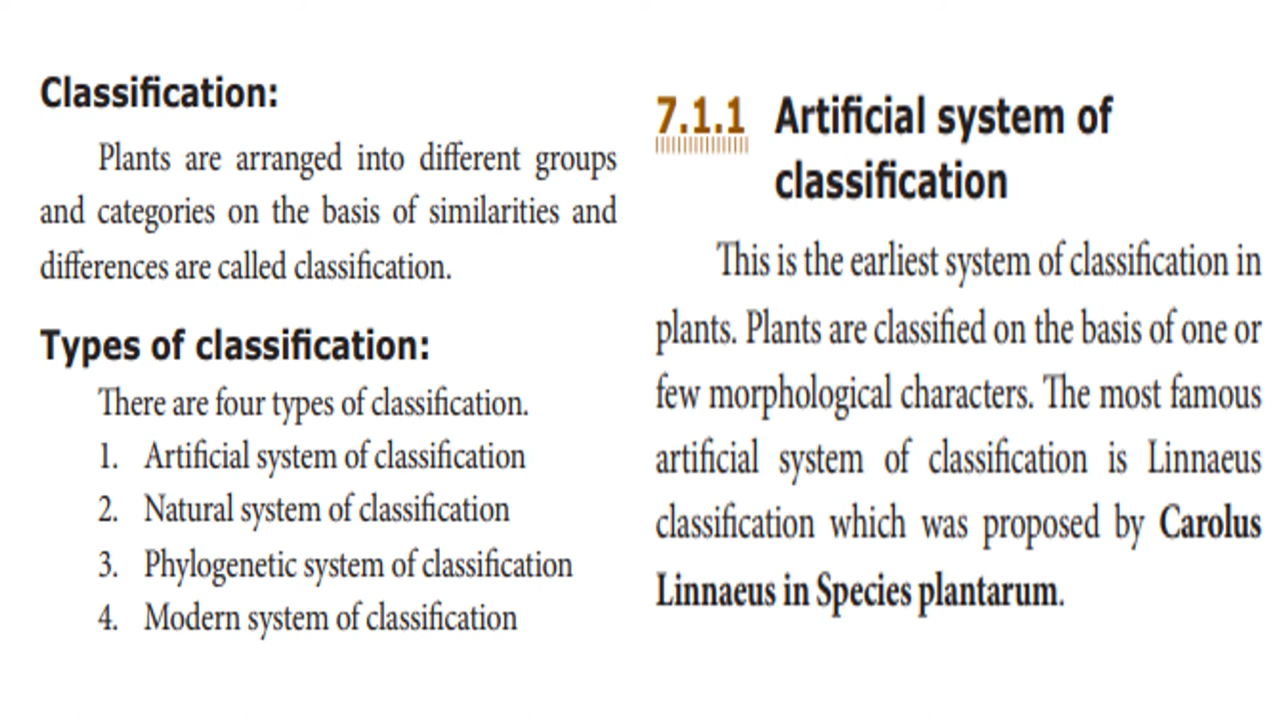 Classification:
Plants are arranged into different groups
and categories on the basis of similarities and
differences are called classification.
Types of classification:
There are four types of classification.
1. Artificial system of classification
2. Natural system of classification
3. Phylogenetic system of classification
4. Modern system of classification
7.1.1 Artificial system of
classification
This is the earliest system of classification in
plants. Plants are classified on the basis of one or
few morphological characters. The most famous
artificial system of classification is Linnaeus
classification which was proposed by Carolus
Linnaeus in Species plantarum.